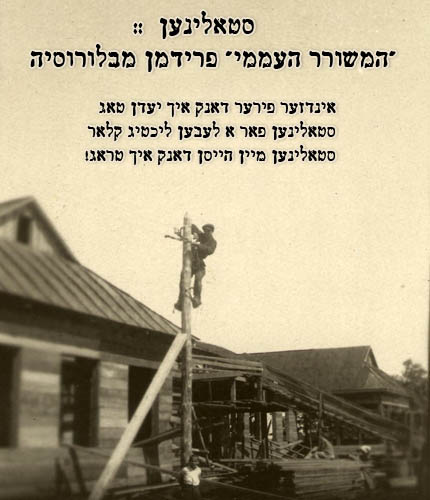 סטאלינען ::
״המשורר העממי״ פרידמן מבלורוסיה
אינדזער פירער דאנק איך יעדן טאג
סטאלינען פאר א לעבען ליכטיג קלאר
סטאלינען מיין הייסן דאנק איך טראג!